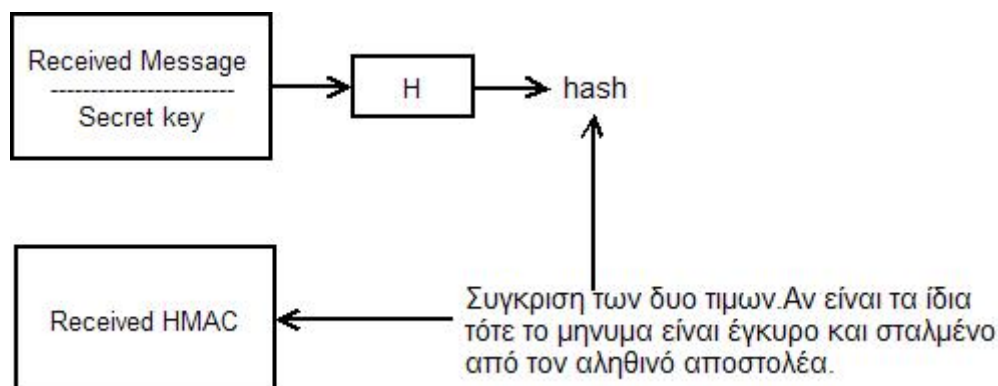 Received Message
-----------------------
Secret key
H
hash
Received HMAC
Συγκριση των δυο τιμων.Αν είναι τα ίδια
τότε το μηνυμα είναι έγκυρο και σταλμένο
από τον αληθινό αποστολέα.